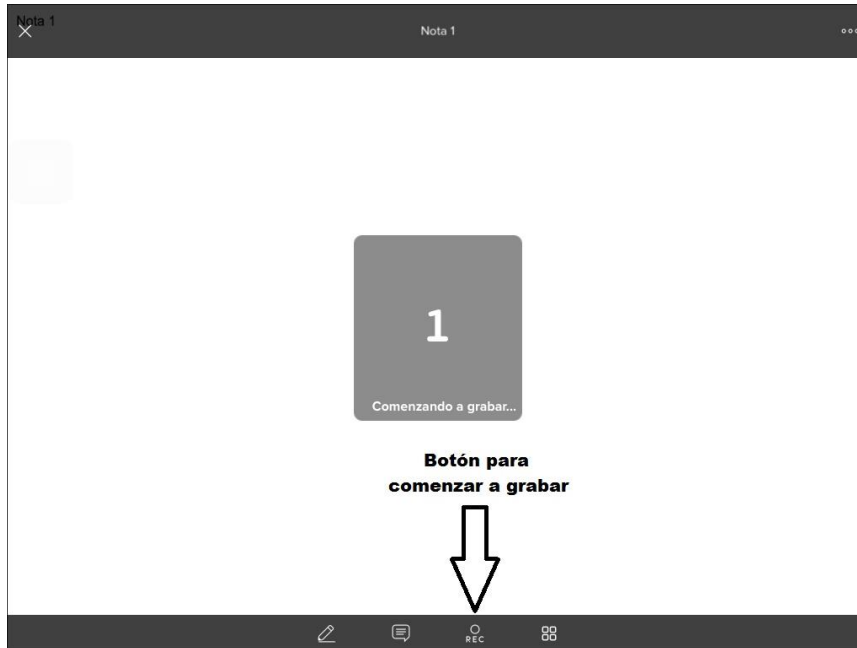 Nota 1
Nota 1
1
Comenzando a grabar...
Botón para
comenzar a grabar
REC